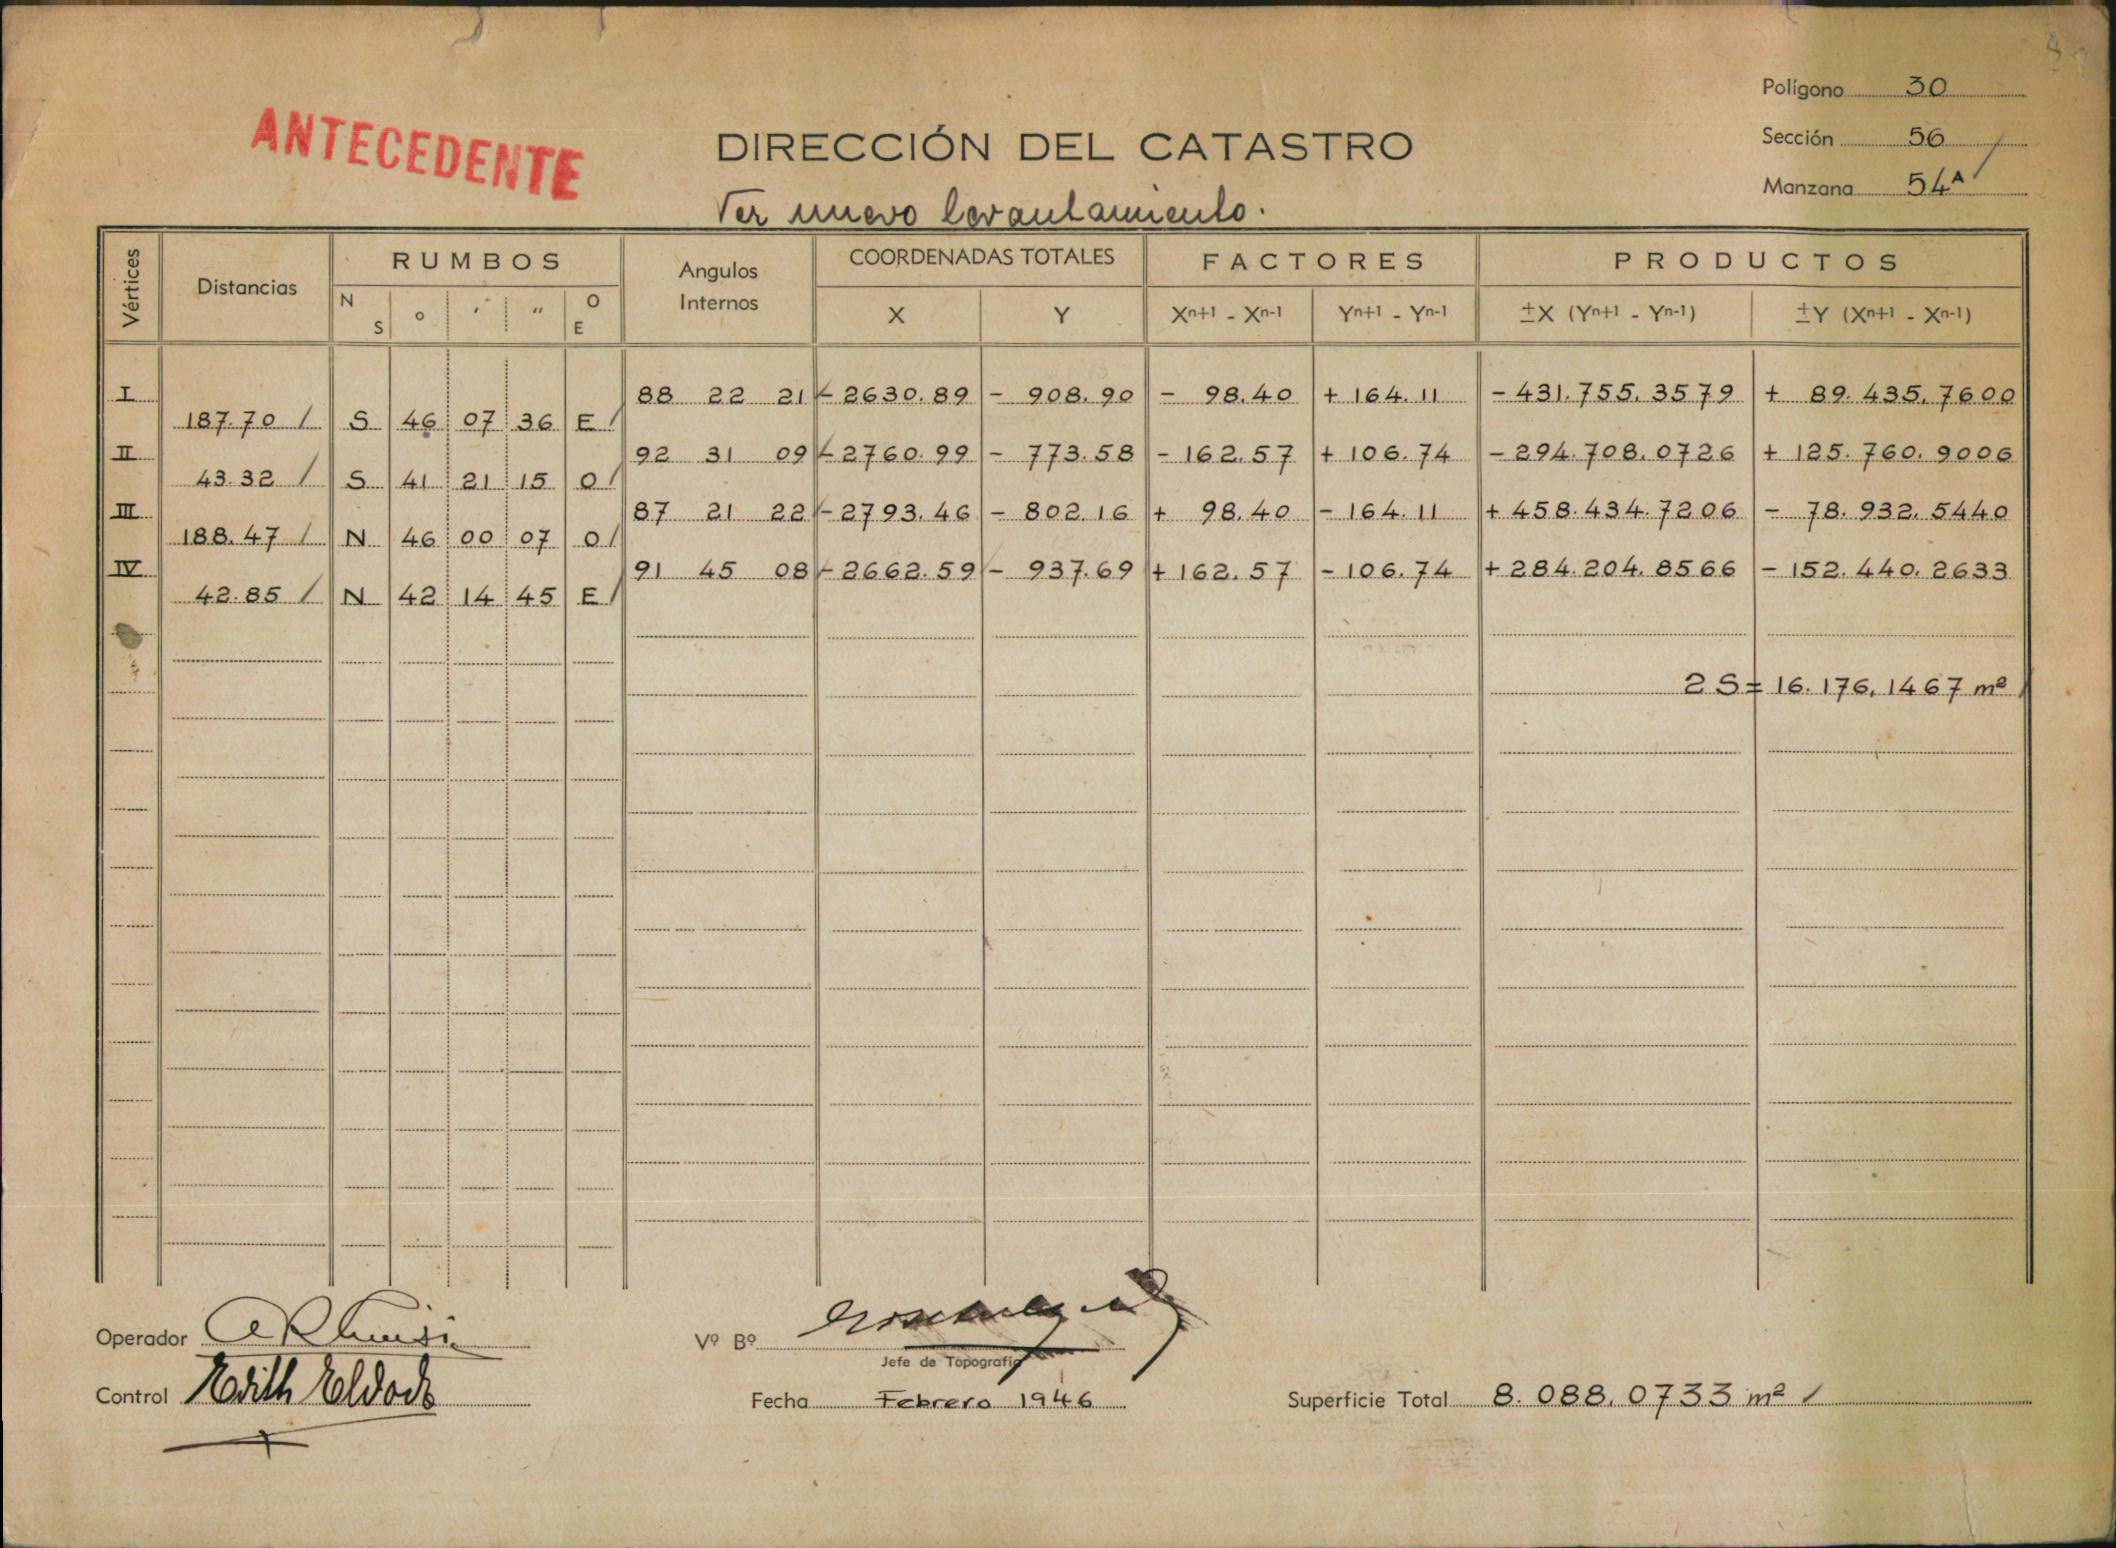 Polígono 30
ANTECEDENTE
DIRECCIÓN DEL CATASTRO
Sección 56
Manzana 54A
Ver nuevo levantamiento.
Vértices Distancias RUMBOS Angulos Internos COORDENADAS TOTALES FACTORES PRODUCTOS
N S ° ' " O E X Y Xn+1 - Xn-1 Yn+1 - Yn-1 ±X (Yn+1 - Yn-1) ±Y (Xn+1 - Xn-1)
I 88 22 21 - 2630.89 - 908.90 - 98.40 + 164.11 - 431.755.3579 + 89.435.7600
187.70 / S 46 07 36 E /
II 92 31 09 - 2760.99 - 773.58 - 162.57 + 106.74 - 294.708.0726 + 125.760.9006
43.32 / S 41 21 15 O /
III 87 21 22 - 2793.46 - 802.16 + 98.40 - 164.11 + 458.434.7206 - 78.932.5440
188.47 / N 46 00 07 O /
IV 91 45 08 - 2662.59 - 937.69 + 162.57 - 106.74 + 284.204.8566 - 152.440.2633
42.85 / N 42 14 45 E /
2 S = 16.176,1467 m² /
Operador
Vº Bº
Jefe de Topografía
Control Edith
Fecha Febrero 1946
Superficie Total 8.088,0733 m² /